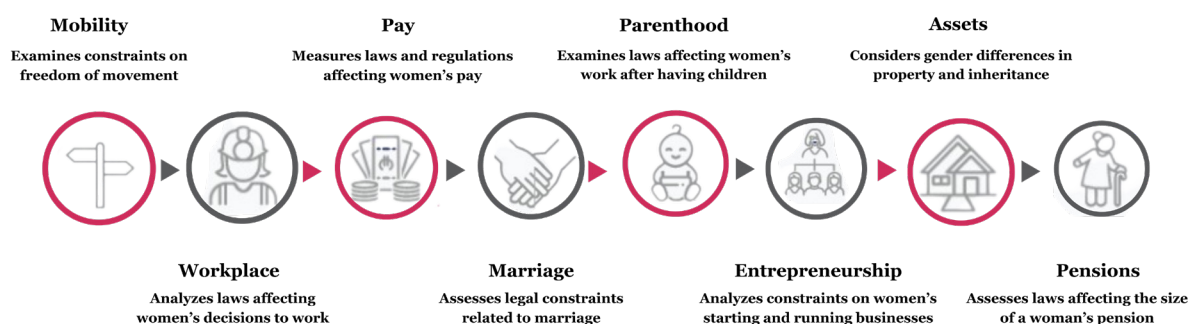 Mobility
Examines constraints on
freedom of movement
Pay
Measures laws and regulations
affecting women’s pay
Parenthood
Examines laws affecting women’s
work after having children
Assets
Considers gender differences in
property and inheritance
Workplace
Analyzes laws affecting
women’s decisions to work
Marriage
Assesses legal constraints
related to marriage
Entrepreneurship
Analyzes constraints on women’s
starting and running businesses
Pensions
Assesses laws affecting the size
of a woman’s pension